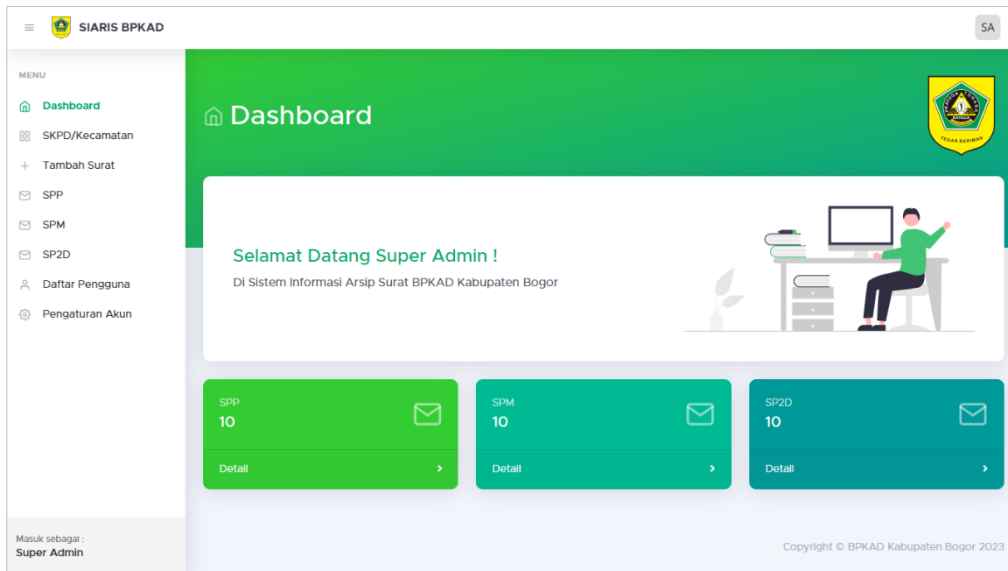 SIARIS BPKAD
SA
MENU
Dashboard
SKPD/Kecamatan
Tambah Surat
SPP
SPM
SP2D
Daftar Pengguna
Pengaturan Akun
Masuk sebagai :
Super Admin
Dashboard
TEGAR BERIMAN
Selamat Datang Super Admin !
Di Sistem Informasi Arsip Surat BPKAD Kabupaten Bogor
SPP
10
Detail
SPM
10
Detail
SP2D
10
Detail
Copyright © BPKAD Kabupaten Bogor 2023